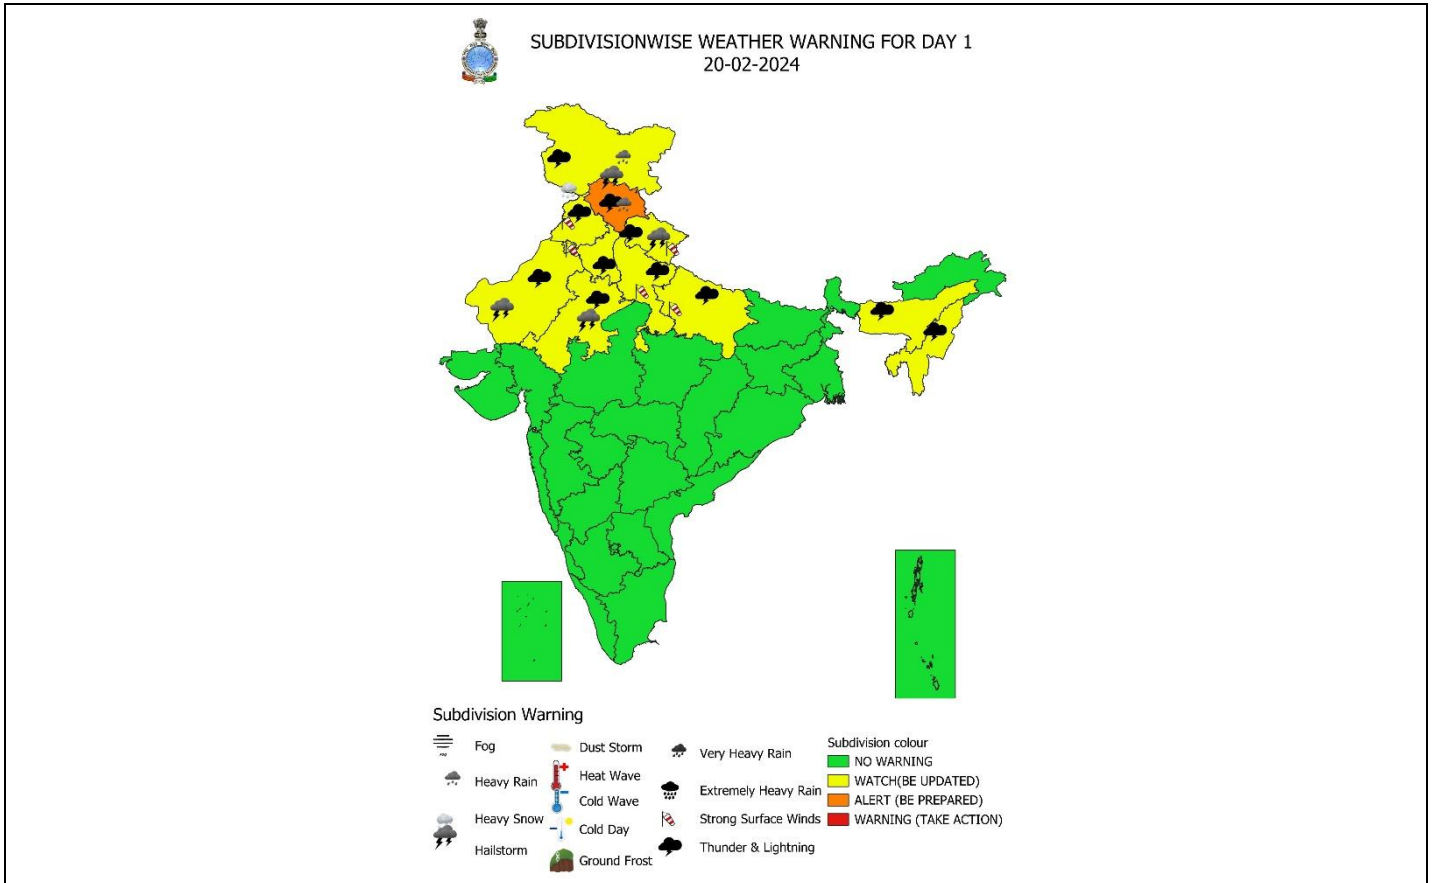 SUBDIVISIONWISE WEATHER WARNING FOR DAY 1
20-02-2024
Subdivision Warning
Fog
Heavy Rain
Heavy Snow
Hailstorm
Dust Storm
Heat Wave
Cold Wave
Cold Day
Ground Frost
Very Heavy Rain
Extremely Heavy Rain
Strong Surface Winds
Thunder & Lightning
Subdivision colour
NO WARNING
WATCH(BE UPDATED)
ALERT (BE PREPARED)
WARNING (TAKE ACTION)